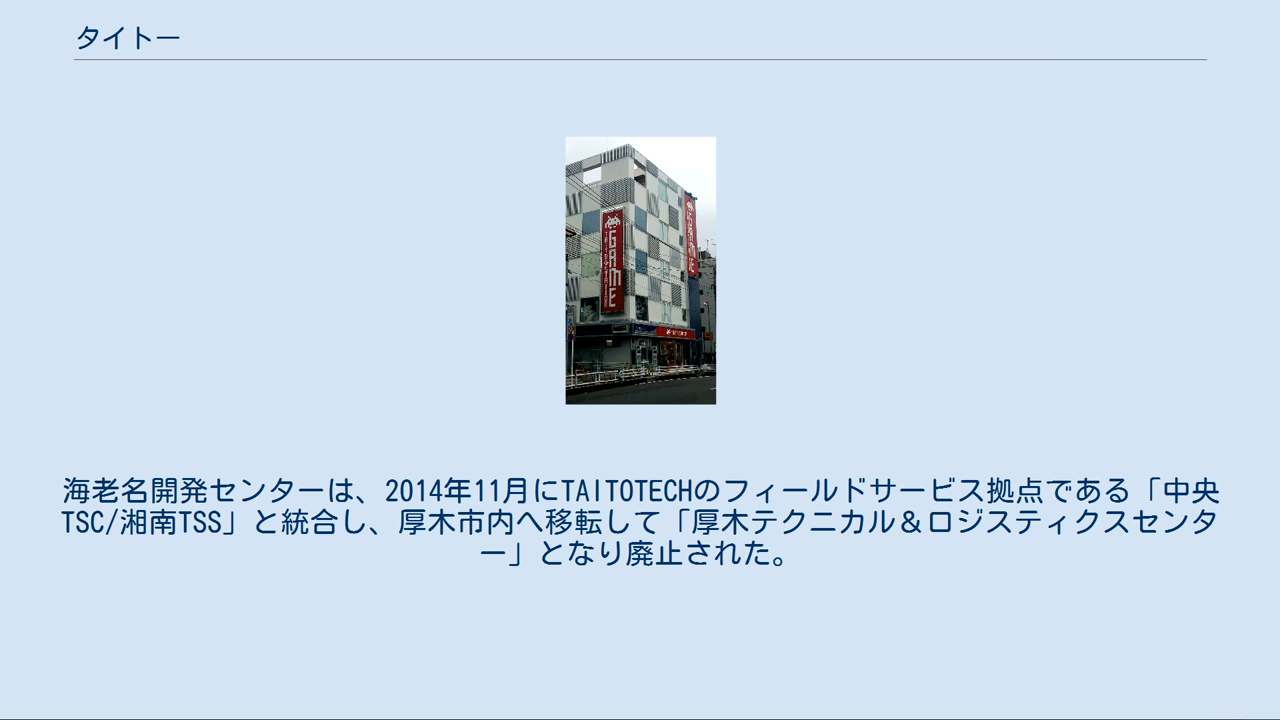 タイトー
GAME
GAME
海老名開発センターは、2014年11月にTAITOTECHのフィールドサービス拠点である「中央
TSC/湘南TSS」と統合し、厚木市内へ移転して「厚木テクニカル＆ロジスティクスセンタ
ー」となり廃止された。